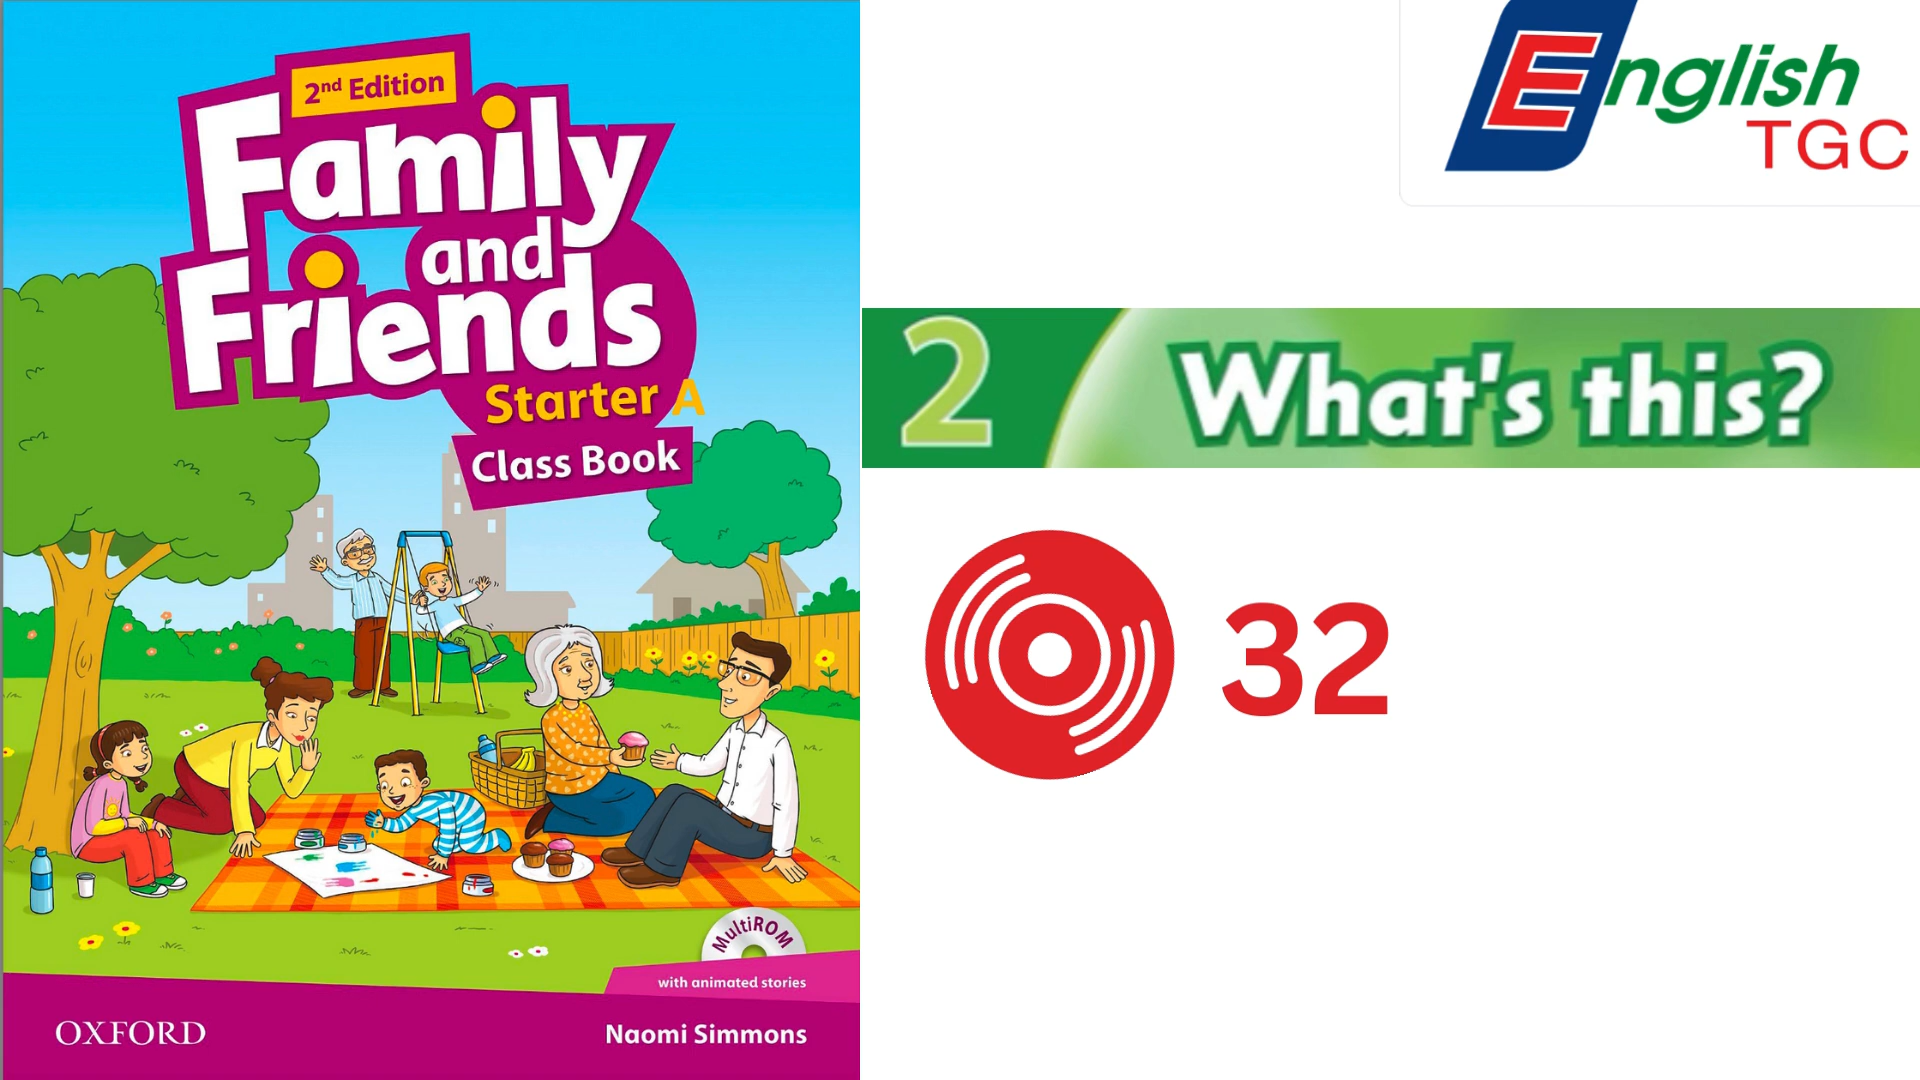 2nd Edition
Family
and
Friends
Starter A
Class Book
MultiROM
with animated stories
OXFORD
Naomi Simmons
English
TGC
2 What's this?
32